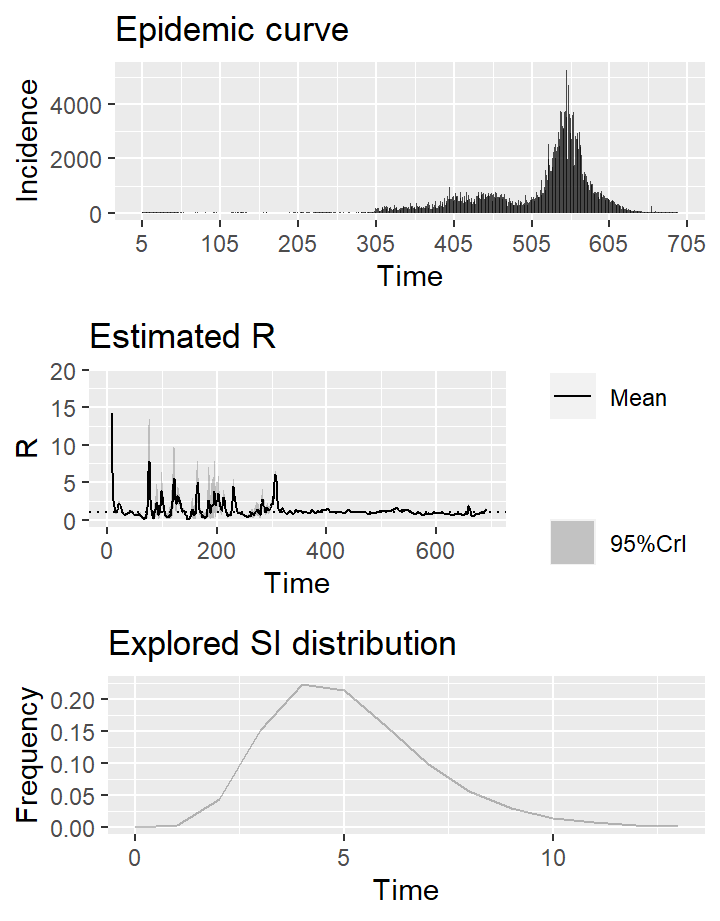 Epidemic curve
Incidence
4000
2000
0
5 105 205 305 405 505 605 705
Time
Estimated R
R
20
15
10
5
0
0 200 400 600
Time
Mean
95%CrI
Explored SI distribution
Frequency
0.20
0.15
0.10
0.05
0.00
0 5 10
Time